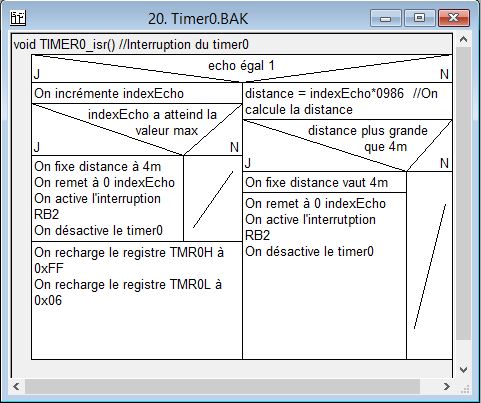 20. Timer0.BAK
void TIMER0_isr() //Interruption du timer0
echo égal 1
J
N
On incrémente indexEcho
indexEcho a atteind la
valeur max
J
N
On fixe distance à 4m
On remet à 0 indexEcho
On active l'interruption
RB2
On désactive le timer0
On recharge le registre TMR0H à
0xFF
On recharge le registre TMR0L à
0x06
distance = indexEcho*0986 //On
calcule la distance
distance plus grande
que 4m
J
N
On fixe distance vaut 4m
On remet à 0 indexEcho
On active l'interrutpion
RB2
On désactive le timer0